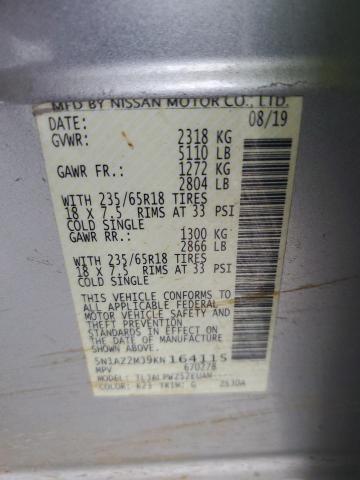 MFD BY NISSAN MOTOR CO., LTD.
DATE: 08/19
GVWR: 2318 KG
5110 LB
GAWR FR.: 1272 KG
2804 LB
WITH 235/65R18 TIRES
18 X 7.5 RIMS AT 33 PSI
COLD SINGLE
GAWR RR.: 1300 KG
2866 LB
WITH 235/65R18 TIRES
18 X 7.5 RIMS AT 33 PSI
COLD SINGLE
THIS VEHICLE CONFORMS TO
ALL APPLICABLE FEDERAL
MOTOR VEHICLE SAFETY
AND THEFT PREVENTION
STANDARDS IN EFFECT ON
THE DATE OF MANUFACTURE
SHOWN ABOVE.
MPV 670278
COLOR: K23 TRIM: G